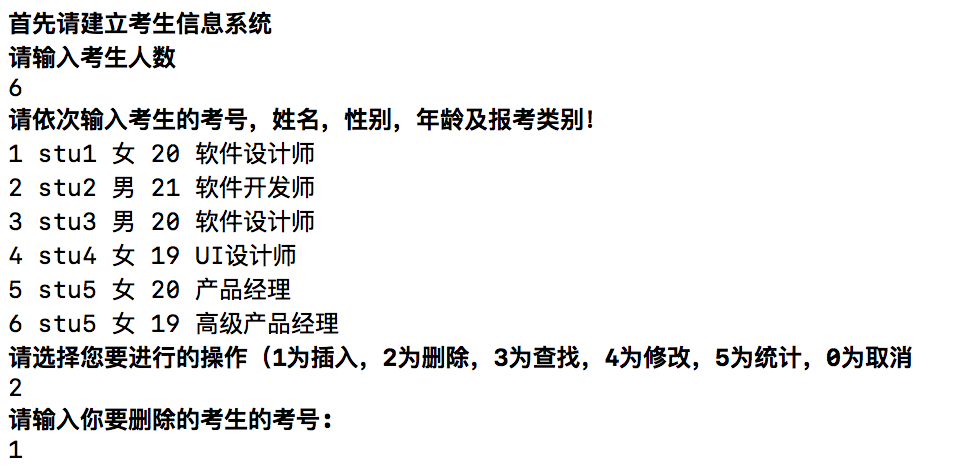 首先请建立考生信息系统
请输入考生人数
6
请依次输入考生的考号，姓名，性别，年龄及报考类别！
1 stu1 女 20 软件设计师
2 stu2 男 21 软件开发师
3 stu3 男 20 软件设计师
4 stu4 女 19 UI设计师
5 stu5 女 20 产品经理
6 stu5 女 19 高级产品经理
请选择您要进行的操作（1为插入，2为删除，3为查找，4为修改，5为统计，0为取消
2
请输入你要删除的考生的考号：
1